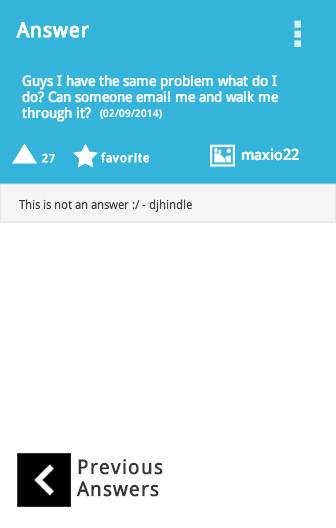 Answer
Guys I have the same problem what do I
do? Can someone email me and walk me
through it? (02/09/2014)
27 favorite maxio22
This is not an answer :/ - djhindle
Previous
Answers